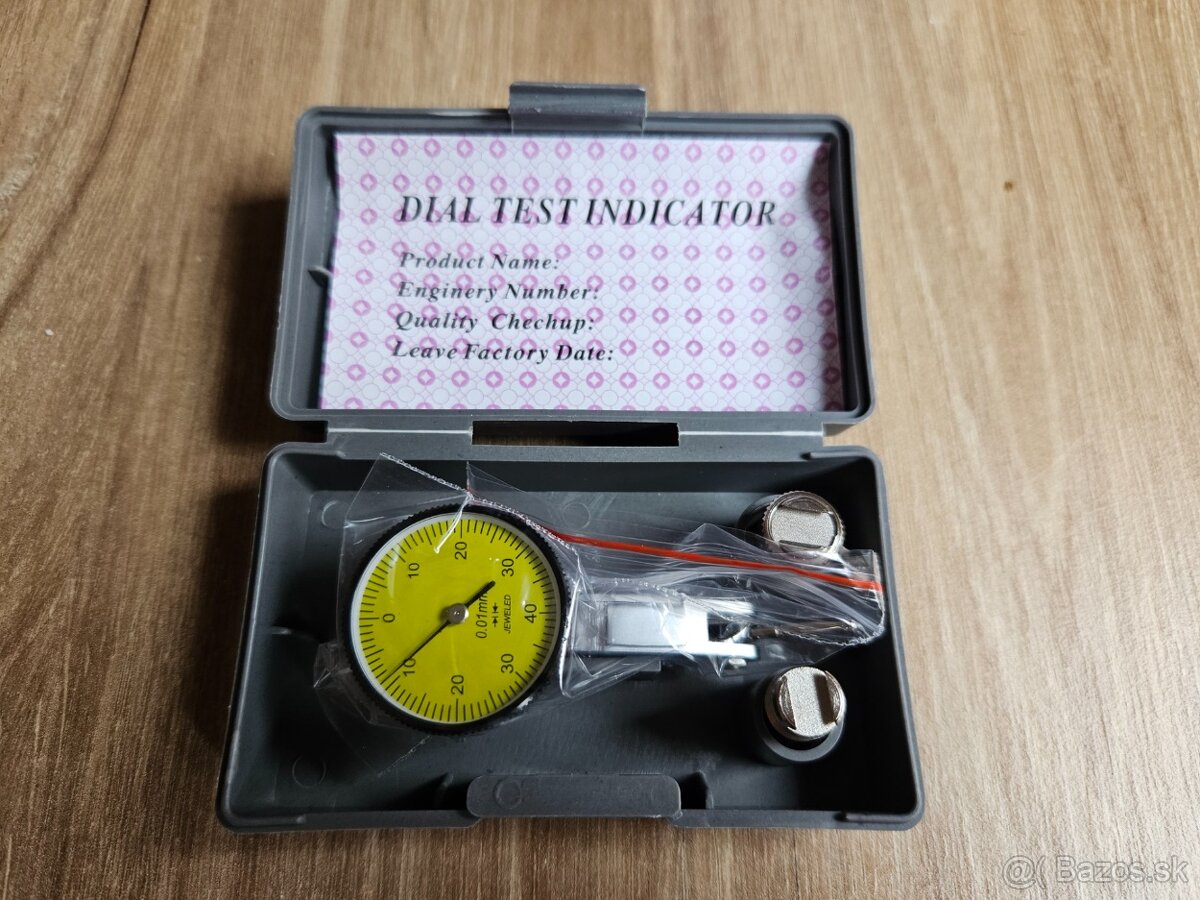 DIAL TEST INDICATOR
Product Name:
Enginery Number:
Quality Chechup:
Leave Factory Date:
0
10
20
30
40
30
20
10
0.01mm
JEWELED
@( Bazos.sk